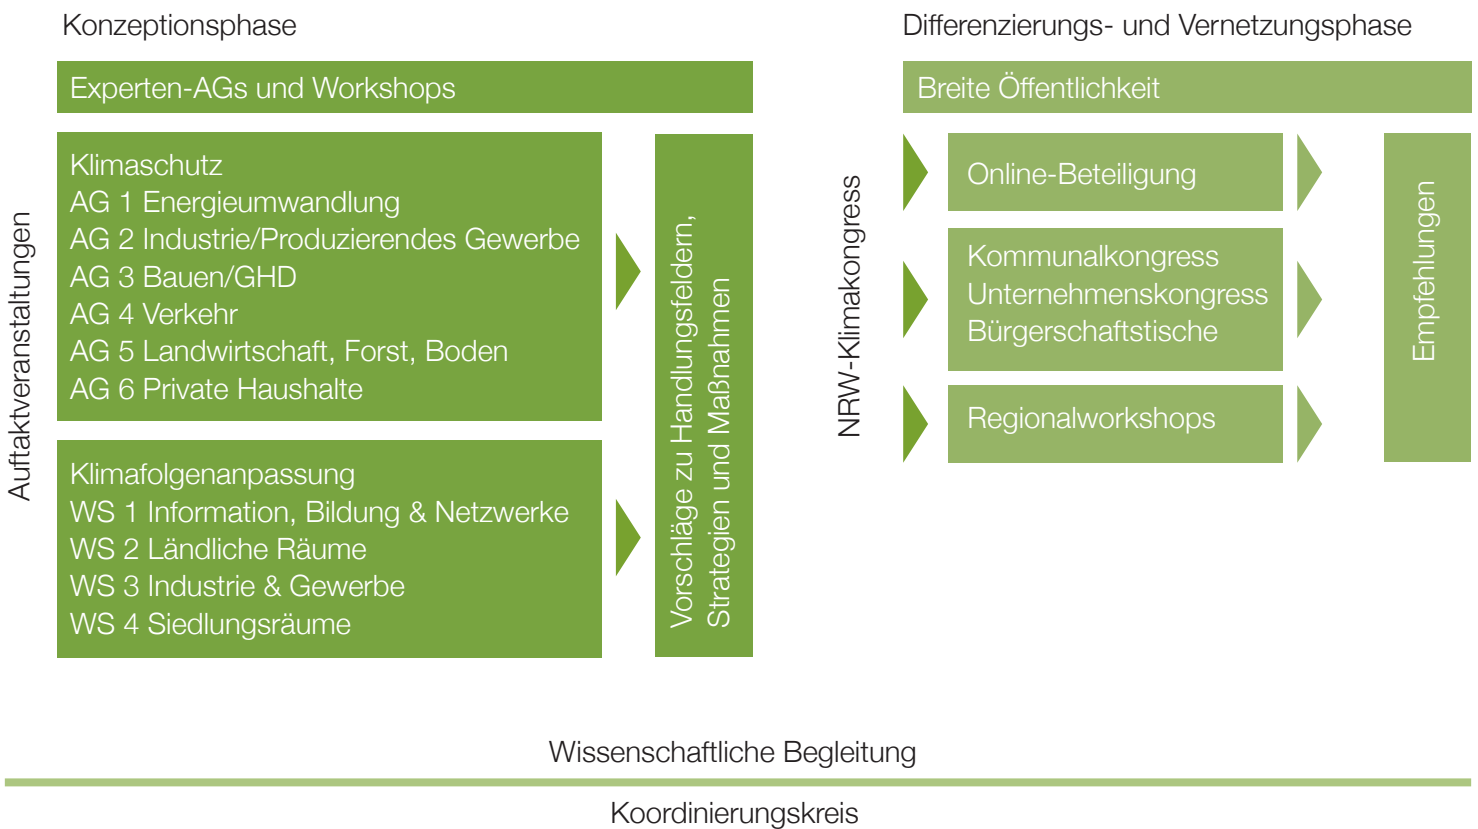 Konzeptionsphase
Experten-AGs und Workshops
Auftaktveranstaltungen
Klimaschutz
AG 1 Energieumwandlung
AG 2 Industrie/Produzierendes Gewerbe
AG 3 Bauen/GHD
AG 4 Verkehr
AG 5 Landwirtschaft, Forst, Boden
AG 6 Private Haushalte
Klimafolgenanpassung
WS 1 Information, Bildung & Netzwerke
WS 2 Ländliche Räume
WS 3 Industrie & Gewerbe
WS 4 Siedlungsräume
Vorschläge zu Handlungsfeldern,
Strategien und Maßnahmen
NRW-Klimakongress
Differenzierungs- und Vernetzungsphase
Breite Öffentlichkeit
Online-Beteiligung
Kommunalkongress
Unternehmenskongress
Bürgerschaftstische
Regionalworkshops
Empfehlungen
Wissenschaftliche Begleitung
Koordinierungskreis